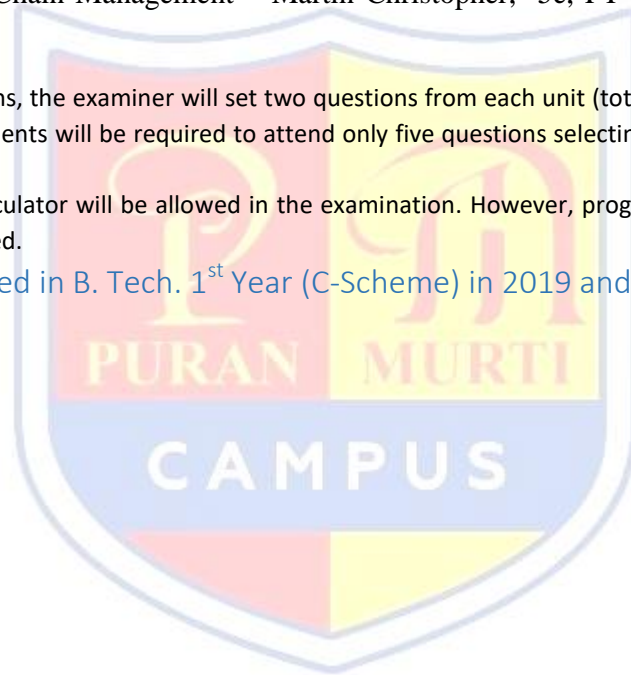 Chain Management – Martin Christopher, 3e, PP
ns, the examiner will set two questions from each unit (tot
ents will be required to attend only five questions selectin
culator will be allowed in the examination. However, prog
ed.
ed in B. Tech. 1st Year (C-Scheme) in 2019 and
PURAN MURTI
CAMPUS